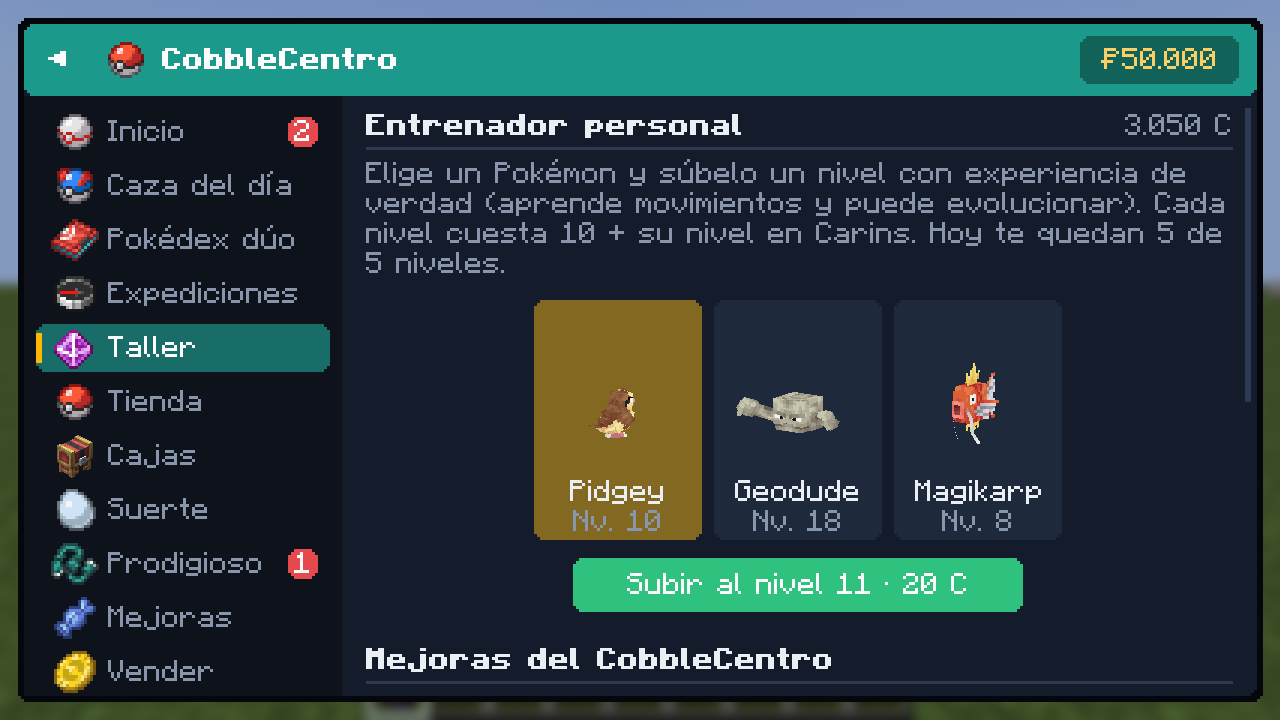 CobbleCentro
₽50.000
Inicio
2
Caza del día
Pokédex dúo
Expediciones
Taller
Tienda
Cajas
Suerte
Prodigioso
1
Mejoras
Vender
Entrenador personal
3.050 C
Elige un Pokémon y súbelo un nivel con experiencia de
verdad (aprende movimientos y puede evolucionar). Cada
nivel cuesta 10 + su nivel en Carins. Hoy te quedan 5 de
5 niveles.
Pidgey
Nv. 10
Geodude
Nv. 18
Magikarp
Nv. 8
Subir al nivel 11 · 20 C
Mejoras del CobbleCentro